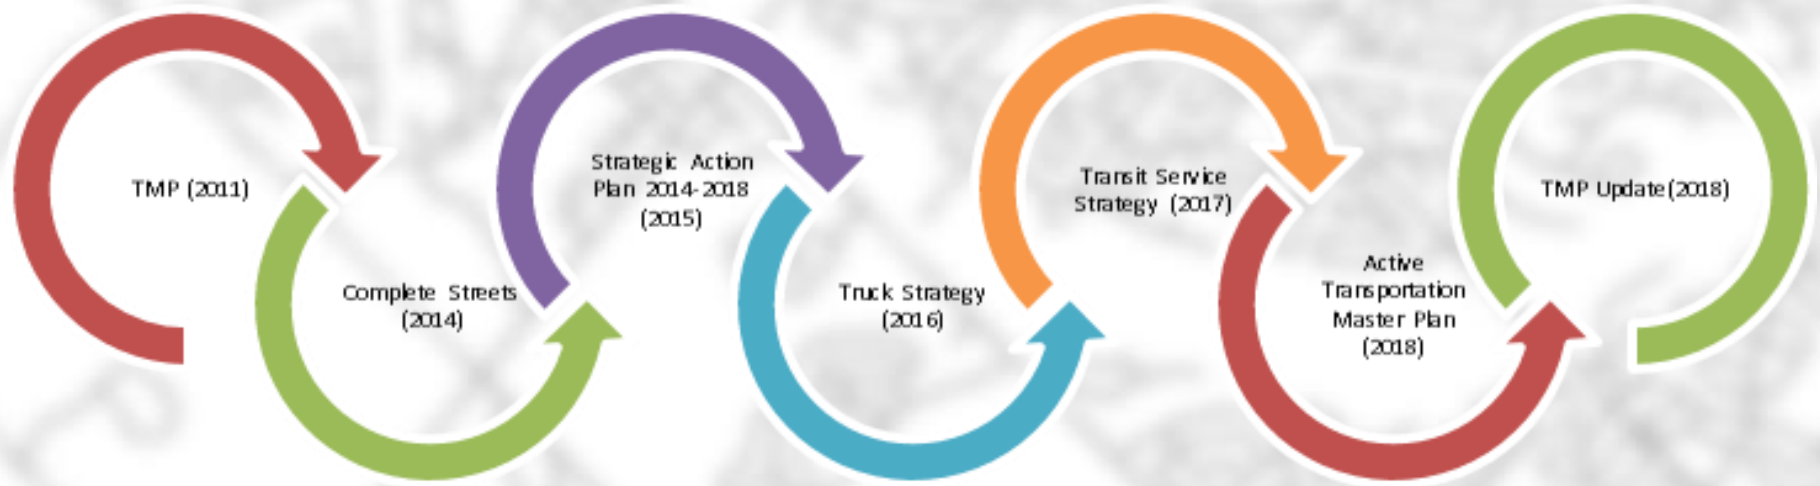 TMP (2011)
Complete Streets
(2014)
Strategic Action
Plan 2014-2018
(2015)
Truck Strategy
(2016)
Transit Service
Strategy (2017)
Active
Transportation
Master Plan
(2018)
TMP Update(2018)